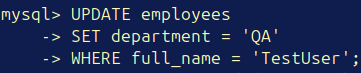 mysql> UPDATE employees
    -> SET department = 'QA'
    -> WHERE full_name = 'TestUser';